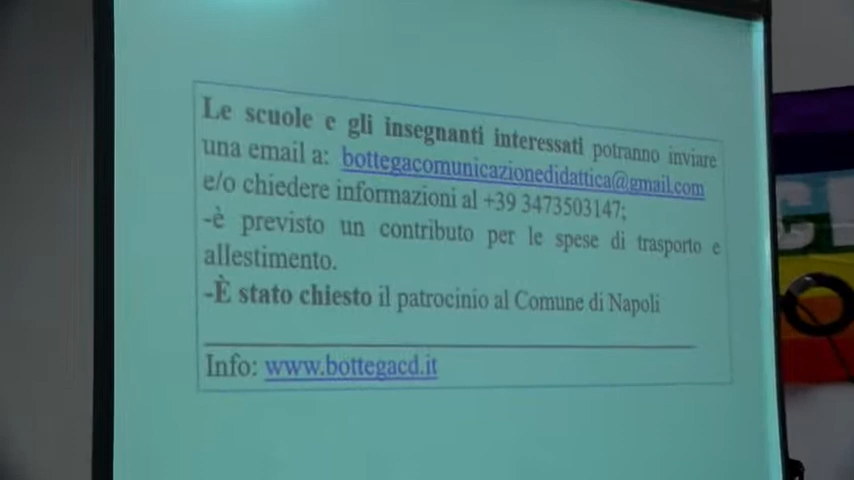 Le scuole e gli insegnanti interessati potranno inviare
una email a: bottegacomunicazionedidattica@gmail.com
e/o chiedere informazioni al +39 3473503147;
-è previsto un contributo per le spese di trasporto e
allestimento.
-È stato chiesto il patrocinio al Comune di Napoli
Info: www.bottegacd.it